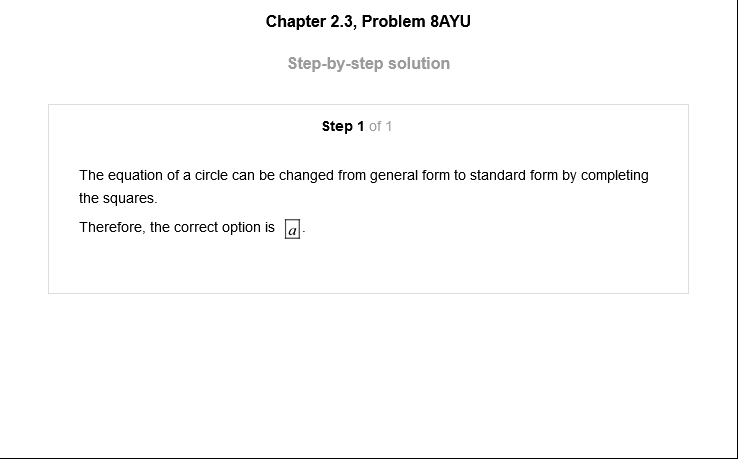 Chapter 2.3, Problem 8AYU
Step-by-step solution
Step 1 of 1
The equation of a circle can be changed from general form to standard form by completing
the squares.
Therefore, the correct option is a.